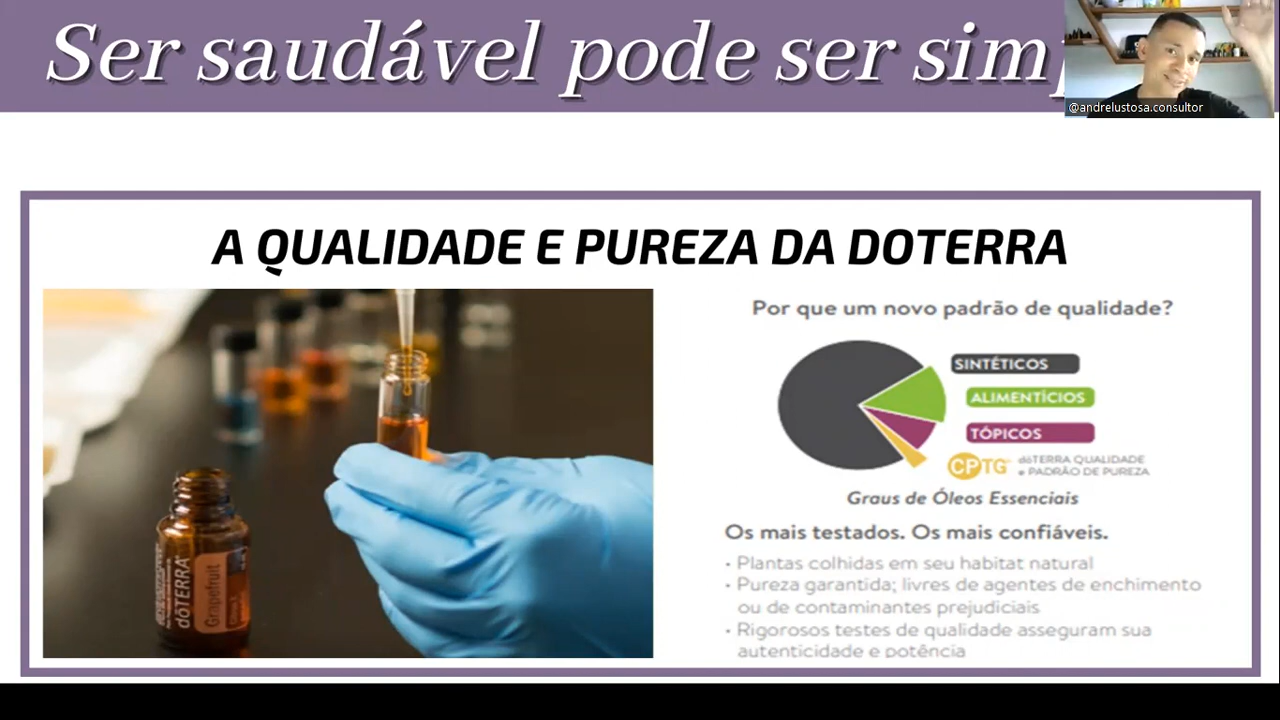 Ser saudável pode ser simp
@andrelustosa.consultor
A QUALIDADE E PUREZA DA DOTERRA
dōTERRA
Grapefruit
Por que um novo padrão de qualidade?
SINTÉTICOS
ALIMENTÍCIOS
TÓPICOS
CPTG dōTERRA QUALIDADE
e PADRÃO DE PUREZA
Graus de Óleos Essenciais
Os mais testados. Os mais confiáveis.
• Plantas colhidas em seu habitat natural
• Pureza garantida; livres de agentes de enchimento
ou de contaminantes prejudiciais
• Rigorosos testes de qualidade asseguram sua
autenticidade e potência